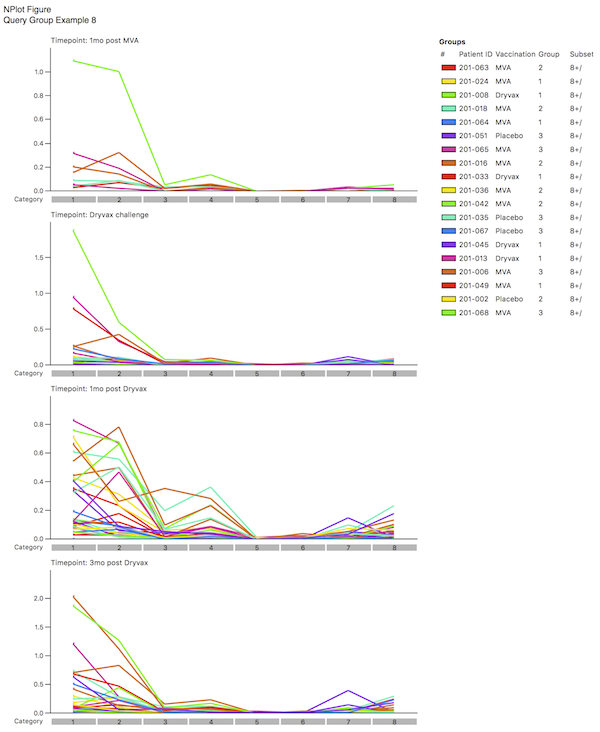 NPlot Figure
Query Group Example 8
Timepoint: 1mo post MVA
1.0
0.8
0.6
0.4
0.2
0.0
Category 1 2 3 4 5 6 7 8
Timepoint: Dryvax challenge
1.5
1.0
0.5
0.0
Category 1 2 3 4 5 6 7 8
Timepoint: 1mo post Dryvax
0.8
0.6
0.4
0.2
0.0
Category 1 2 3 4 5 6 7 8
Timepoint: 3mo post Dryvax
2.0
1.5
1.0
0.5
0.0
Category 1 2 3 4 5 6 7 8
Groups
# Patient ID Vaccination Group Subset
201-063 MVA 2 8+/
201-024 MVA 1 8+/
201-008 Dryvax 1 8+/
201-018 MVA 2 8+/
201-064 MVA 1 8+/
201-051 Placebo 3 8+/
201-065 MVA 3 8+/
201-016 MVA 2 8+/
201-033 Dryvax 1 8+/
201-036 MVA 2 8+/
201-042 MVA 2 8+/
201-035 Placebo 3 8+/
201-067 Placebo 3 8+/
201-045 Dryvax 1 8+/
201-013 Dryvax 1 8+/
201-006 MVA 3 8+/
201-049 MVA 1 8+/
201-002 Placebo 2 8+/
201-068 MVA 3 8+/